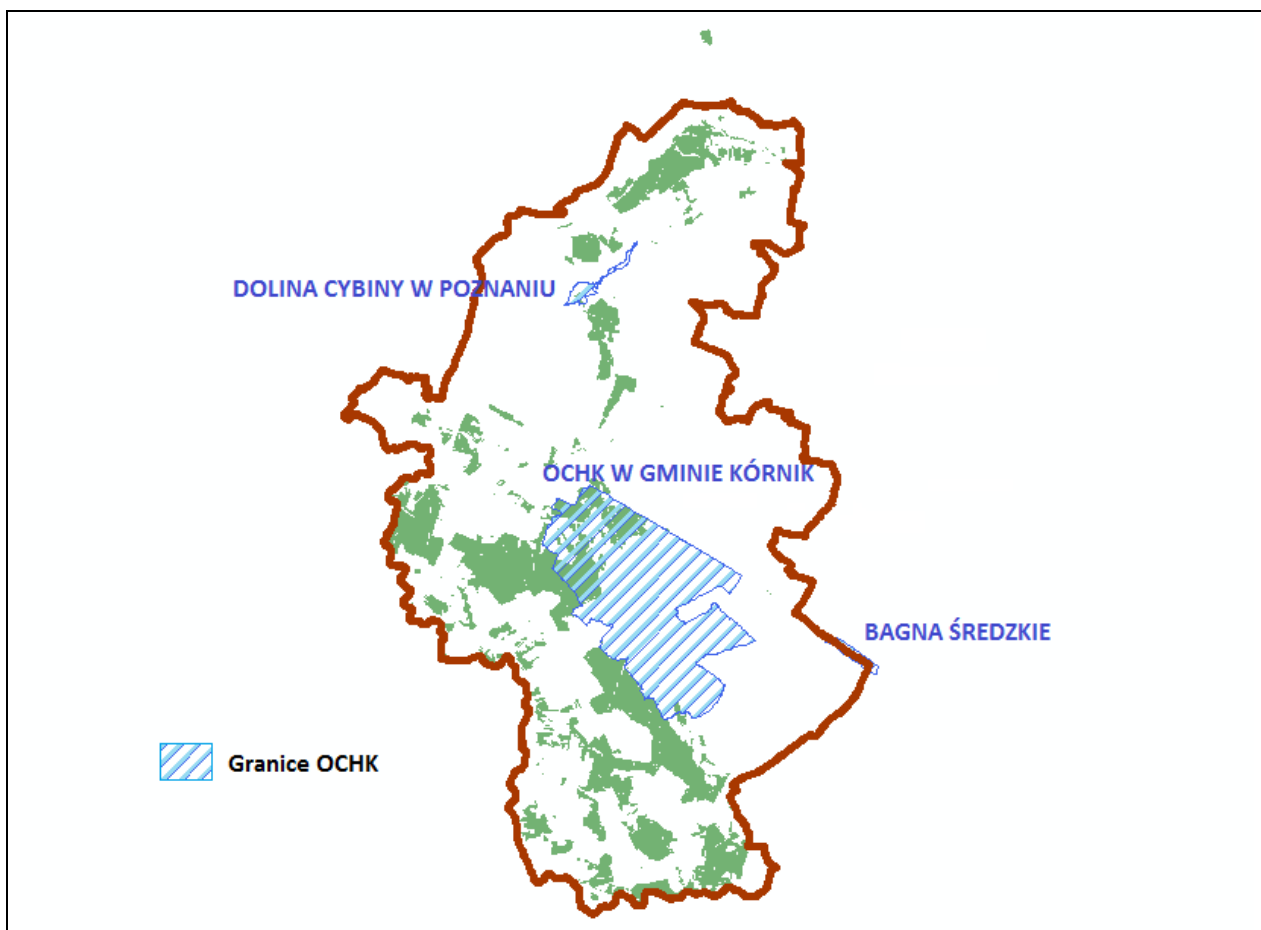 DOLINA CYBINY W POZNANIU
OCHK W GMINIE KÓRNIK
BAGNA ŚREDZKIE
Granice OCHK